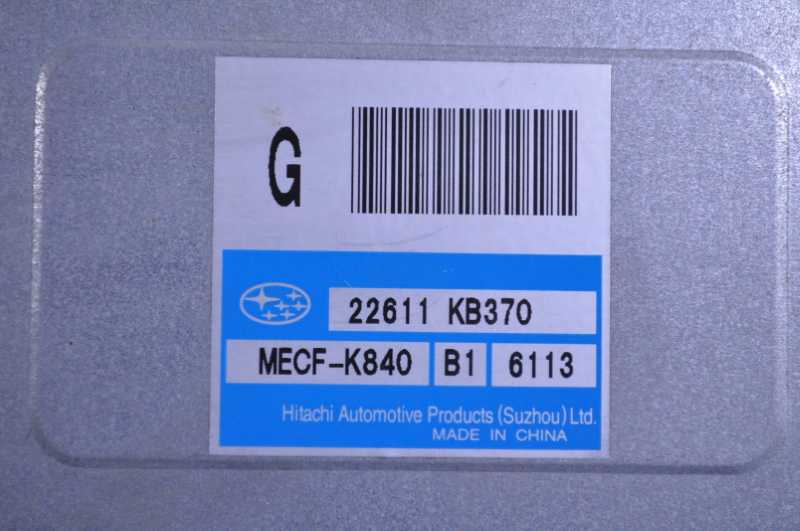 G
22611 KB370
MECF-K840 B1 6113
Hitachi Automotive Products (Suzhou) Ltd.
MADE IN CHINA